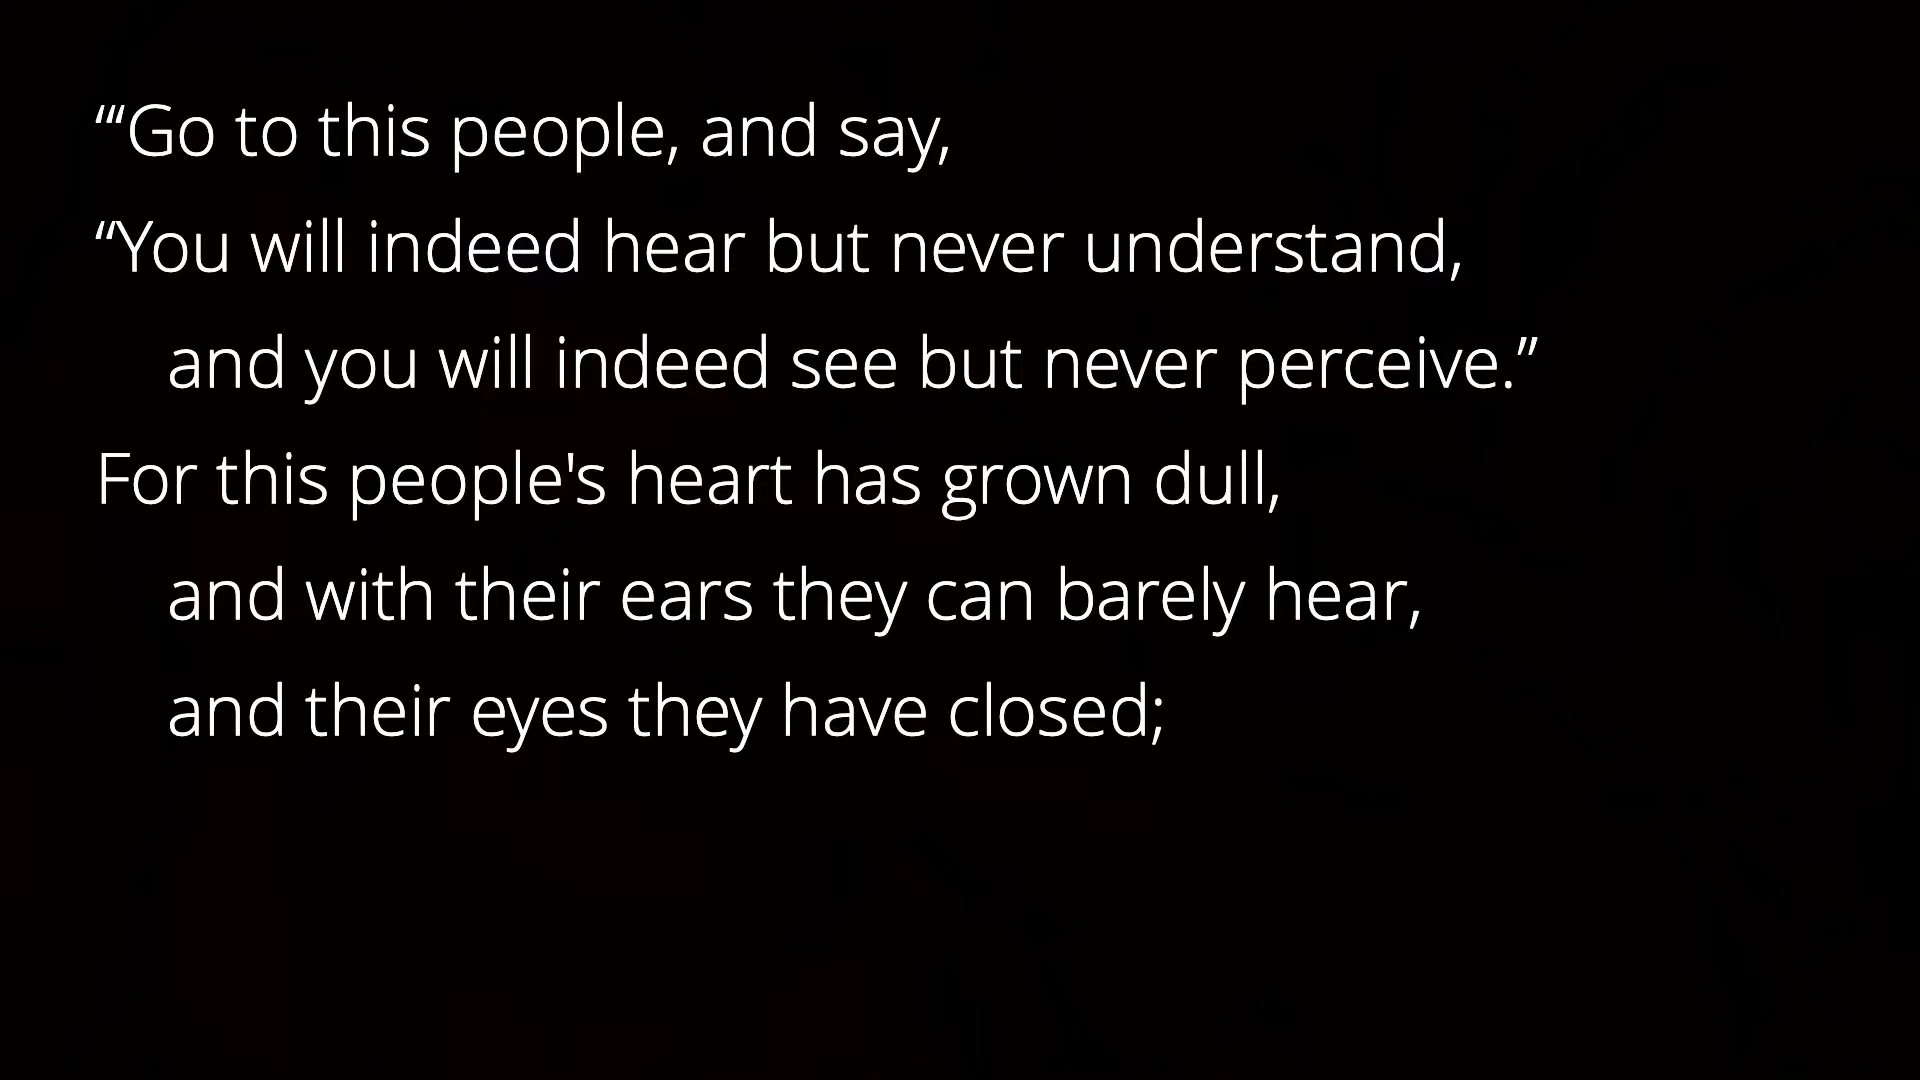 “‘Go to this people, and say,
“You will indeed hear but never understand,
and you will indeed see but never perceive.”
For this people's heart has grown dull,
and with their ears they can barely hear,
and their eyes they have closed;